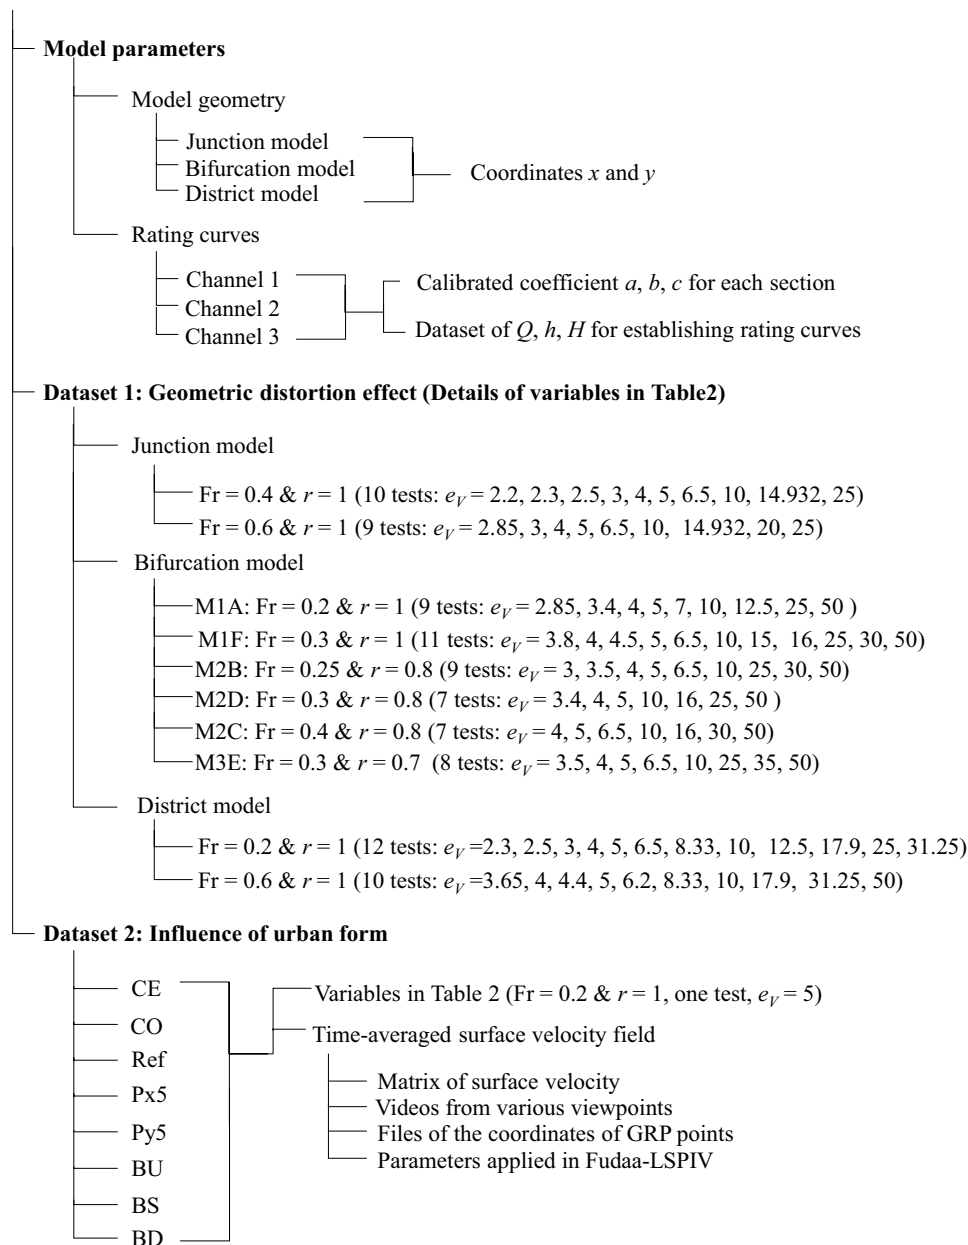 Model parameters
Model geometry
Junction model
Bifurcation model
District model
Coordinates x and y
Rating curves
Channel 1
Channel 2
Channel 3
Calibrated coefficient a, b, c for each section
Dataset of Q, h, H for establishing rating curves
Dataset 1: Geometric distortion effect (Details of variables in Table2)
Junction model
Fr = 0.4 & r = 1 (10 tests: eV = 2.2, 2.3, 2.5, 3, 4, 5, 6.5, 10, 14.932, 25)
Fr = 0.6 & r = 1 (9 tests: eV = 2.85, 3, 4, 5, 6.5, 10, 14.932, 20, 25)
Bifurcation model
M1A: Fr = 0.2 & r = 1 (9 tests: eV = 2.85, 3.4, 4, 5, 7, 10, 12.5, 25, 50 )
M1F: Fr = 0.3 & r = 1 (11 tests: eV = 3.8, 4, 4.5, 5, 6.5, 10, 15, 16, 25, 30, 50)
M2B: Fr = 0.25 & r = 0.8 (9 tests: eV = 3, 3.5, 4, 5, 6.5, 10, 25, 30, 50)
M2D: Fr = 0.3 & r = 0.8 (7 tests: eV = 3.4, 4, 5, 10, 16, 25, 50 )
M2C: Fr = 0.4 & r = 0.8 (7 tests: eV = 4, 5, 6.5, 10, 16, 30, 50)
M3E: Fr = 0.3 & r = 0.7 (8 tests: eV = 3.5, 4, 5, 6.5, 10, 25, 35, 50)
District model
Fr = 0.2 & r = 1 (12 tests: eV =2.3, 2.5, 3, 4, 5, 6.5, 8.33, 10, 12.5, 17.9, 25, 31.25)
Fr = 0.6 & r = 1 (10 tests: eV =3.65, 4, 4.4, 5, 6.2, 8.33, 10, 17.9, 31.25, 50)
Dataset 2: Influence of urban form
CE
CO
Ref
Px5
Py5
BU
BS
BD
Variables in Table 2 (Fr = 0.2 & r = 1, one test, eV = 5)
Time-averaged surface velocity field
Matrix of surface velocity
Videos from various viewpoints
Files of the coordinates of GRP points
Parameters applied in Fudaa-LSPIV